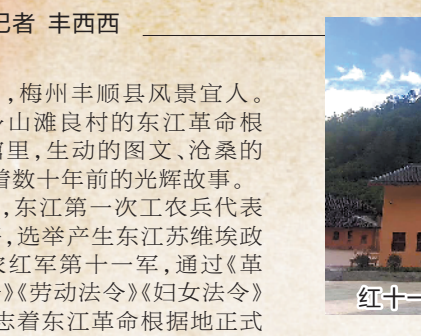 记者 丰西西
,梅州丰顺县风景宜人。
山滩良村的东江革命根
馆里,生动的图文、沧桑的
着数十年前的光辉故事。
,东江第一次工农兵代表
,选举产生东江苏维埃政
农红军第十一军,通过《革
》《劳动法令》《妇女法令》
志着东江革命根据地正式
红十一